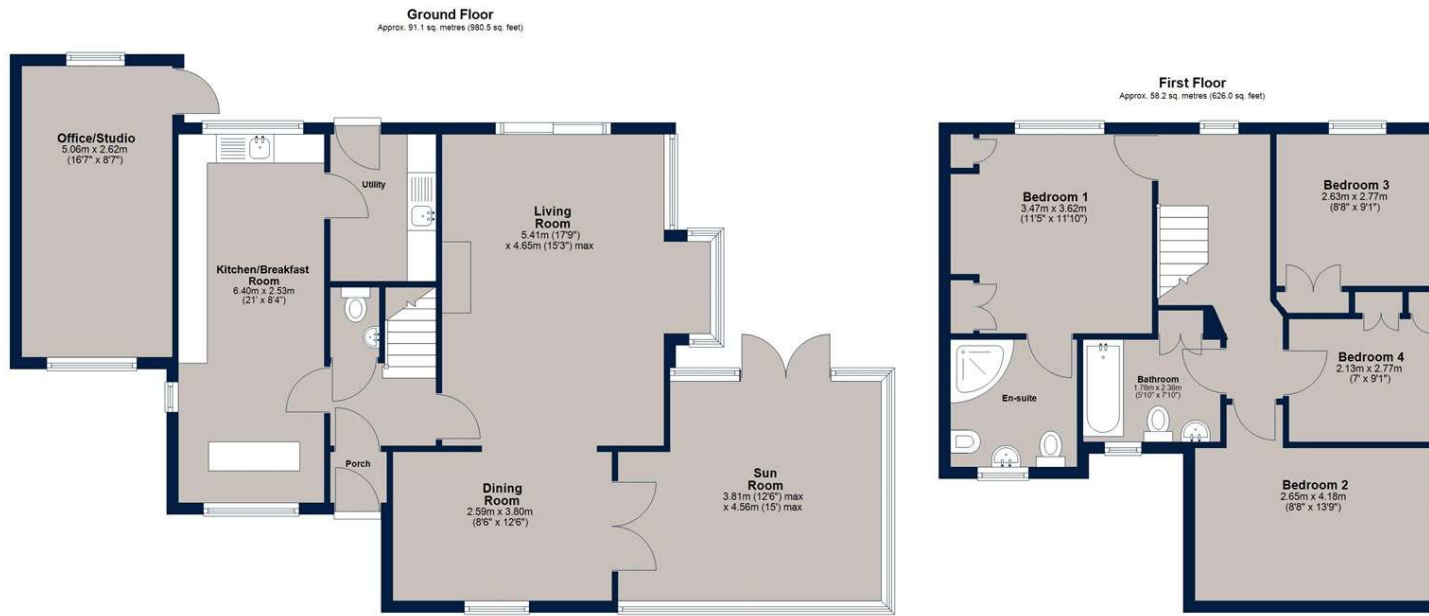 Ground Floor
Approx. 91.1 sq. metres (980.5 sq. feet)
Office/Studio
5.06m x 2.62m
(16'7" x 8'7")
Utility
Living
Room
5.41m (17'9")
x 4.65m (15'3") max
Kitchen/Breakfast
Room
6.40m x 2.53m
(21' x 8'4")
Porch
Dining
Room
2.59m x 3.80m
(8'6" x 12'6")
Sun
Room
3.81m (12'6") max
x 4.56m (15') max
First Floor
Approx. 58.2 sq. metres (626.0 sq. feet)
Bedroom 1
3.47m x 3.62m
(11'5" x 11'10")
Bedroom 3
2.63m x 2.77m
(8'8" x 9'1")
Bedroom 4
2.13m x 2.77m
(7' x 9'1")
En-suite
Bathroom
1.78m x 2.38m
(5'10" x 7'10")
Bedroom 2
2.65m x 4.18m
(8'8" x 13'9")